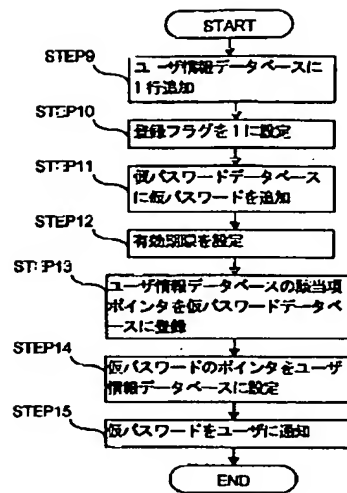 START
STEP9
ユーザ情報データベースに
1行追加
STEP10
登録フラグを1に設定
STEP11
仮パスワードデータベース
に仮パスワードを追加
STEP12
有効期限を設定
STEP13
ユーザ情報データベースの該当項
ポインタを仮パスワードデータベ
ースに登録
STEP14
仮パスワードのポインタをユーザ
情報データベースに設定
STEP15
仮パスワードをユーザに通知
END